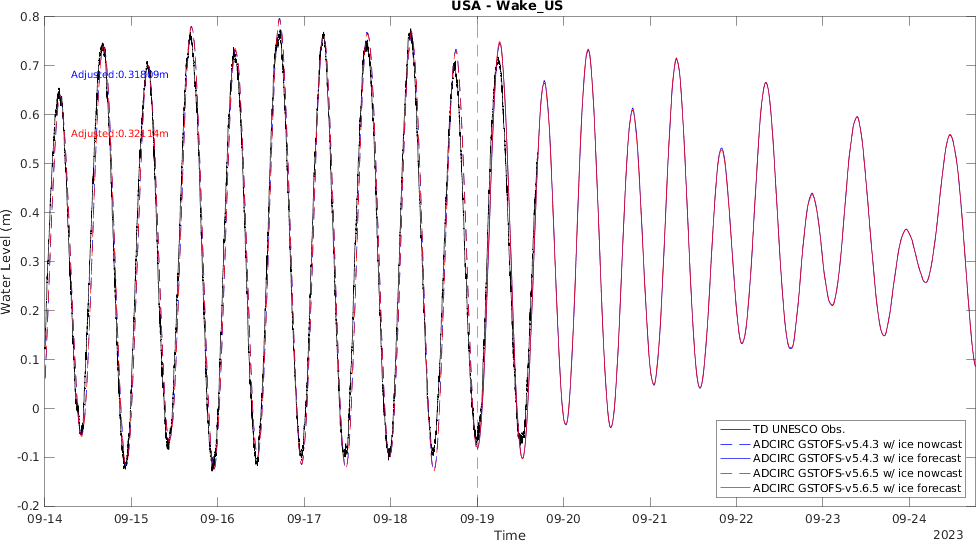 USA - Wake_US
0.8
0.7
0.6
0.5
0.4
0.3
0.2
0.1
0
-0.1
-0.2
Water Level (m)
Adjusted:0.31809m
Adjusted:0.32114m
TD UNESCO Obs.
ADCIRC GSTOFS-v5.4.3 w/ ice nowcast
ADCIRC GSTOFS-v5.4.3 w/ ice forecast
ADCIRC GSTOFS-v5.6.5 w/ ice nowcast
ADCIRC GSTOFS-v5.6.5 w/ ice forecast
09-14 09-15 09-16 09-17 09-18 09-19 09-20 09-21 09-22 09-23 09-24
Time
2023